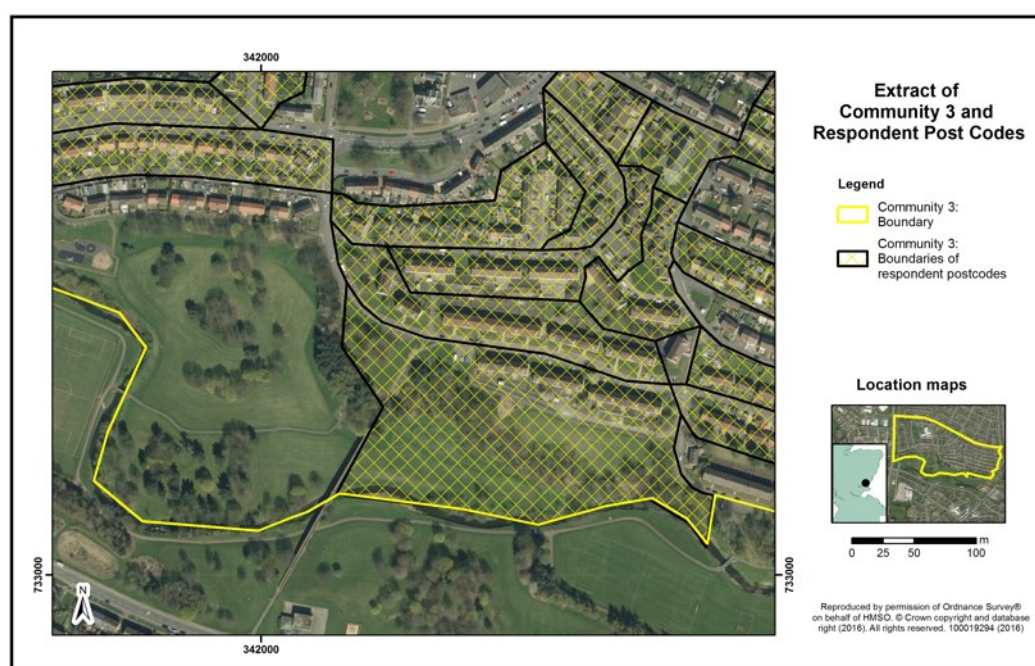 342000
Extract of
Community 3 and
Respondent Post Codes
Legend
Community 3:
Boundary
Community 3:
Boundaries of
respondent postcodes
Location maps
0 25 50 100 m
733000
733000
N
342000
Reproduced by permission of Ordnance Survey®
on behalf of HMSO. © Crown copyright and database
right (2016). All rights reserved. 100019294 (2016)